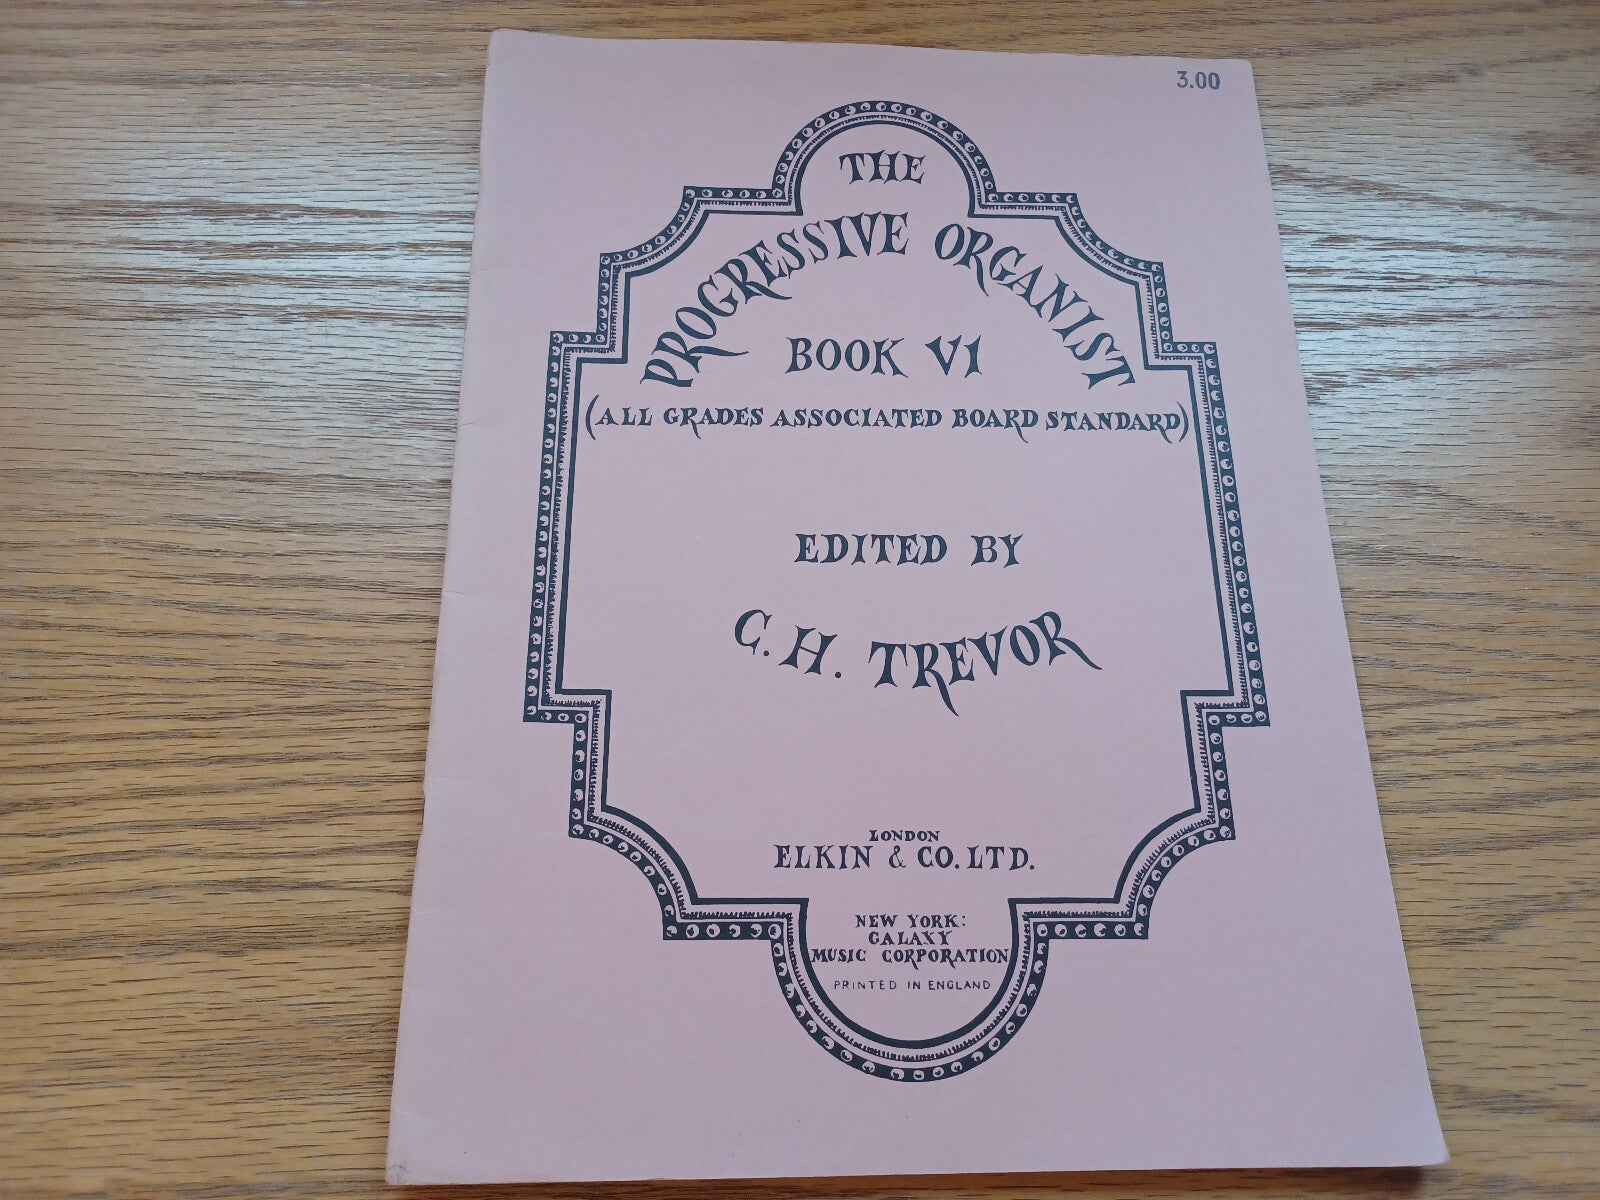 3.00
THE
PROGRESSIVE ORGANIST
BOOK VI
(ALL GRADES ASSOCIATED BOARD STANDARD)
EDITED BY
C. H. TREVOR
LONDON
ELKIN & CO. LTD.
NEW YORK:
GALAXY
MUSIC CORPORATION
PRINTED IN ENGLAND